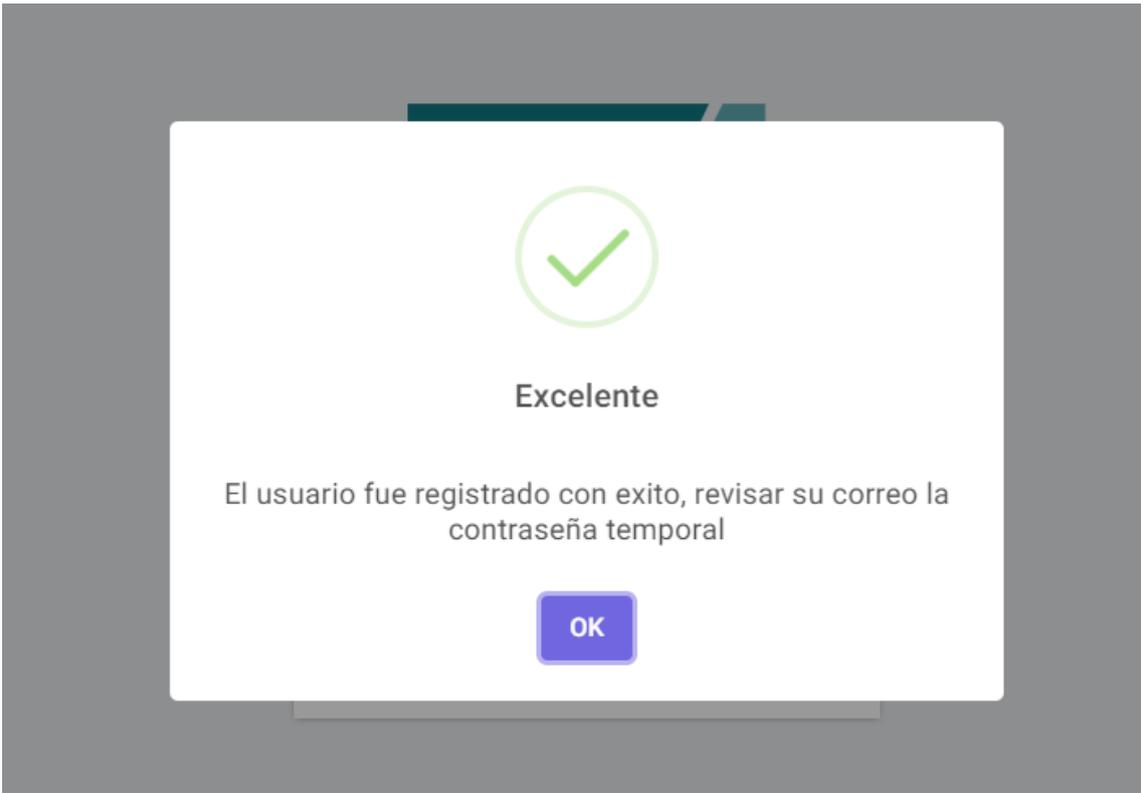 Excelente
El usuario fue registrado con exito, revisar su correo la
contraseña temporal
OK